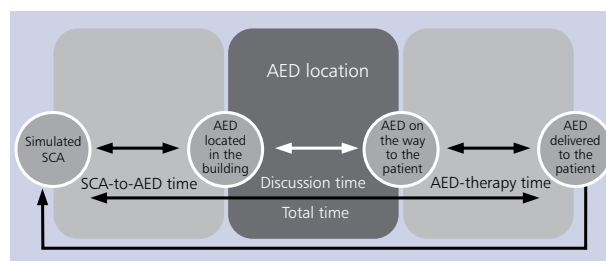 AED location
Simulated
SCA
AED
located
in the
building
AED on
the way
to the
patient
AED
delivered
to the
patient
SCA-to-AED time
Discussion time
AED-therapy time
Total time